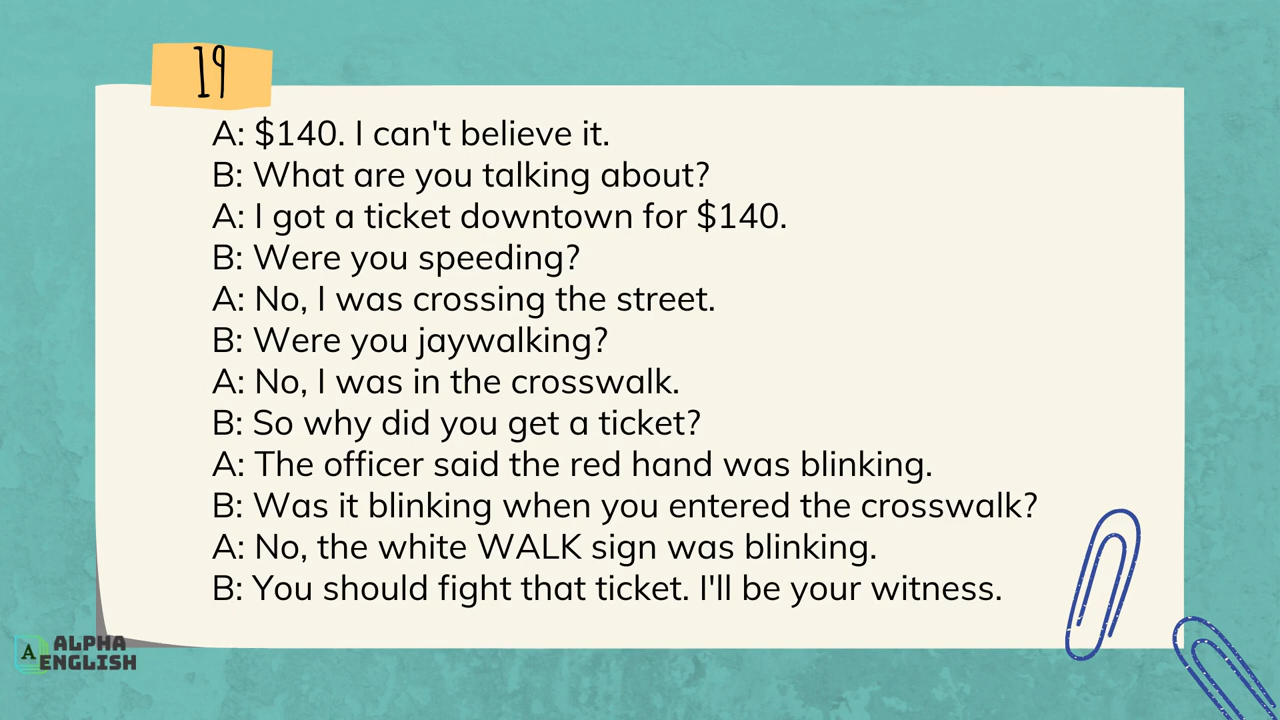 19
A: $140. I can't believe it.
B: What are you talking about?
A: I got a ticket downtown for $140.
B: Were you speeding?
A: No, I was crossing the street.
B: Were you jaywalking?
A: No, I was in the crosswalk.
B: So why did you get a ticket?
A: The officer said the red hand was blinking.
B: Was it blinking when you entered the crosswalk?
A: No, the white WALK sign was blinking.
B: You should fight that ticket. I'll be your witness.
A ALPHA
ENGLISH